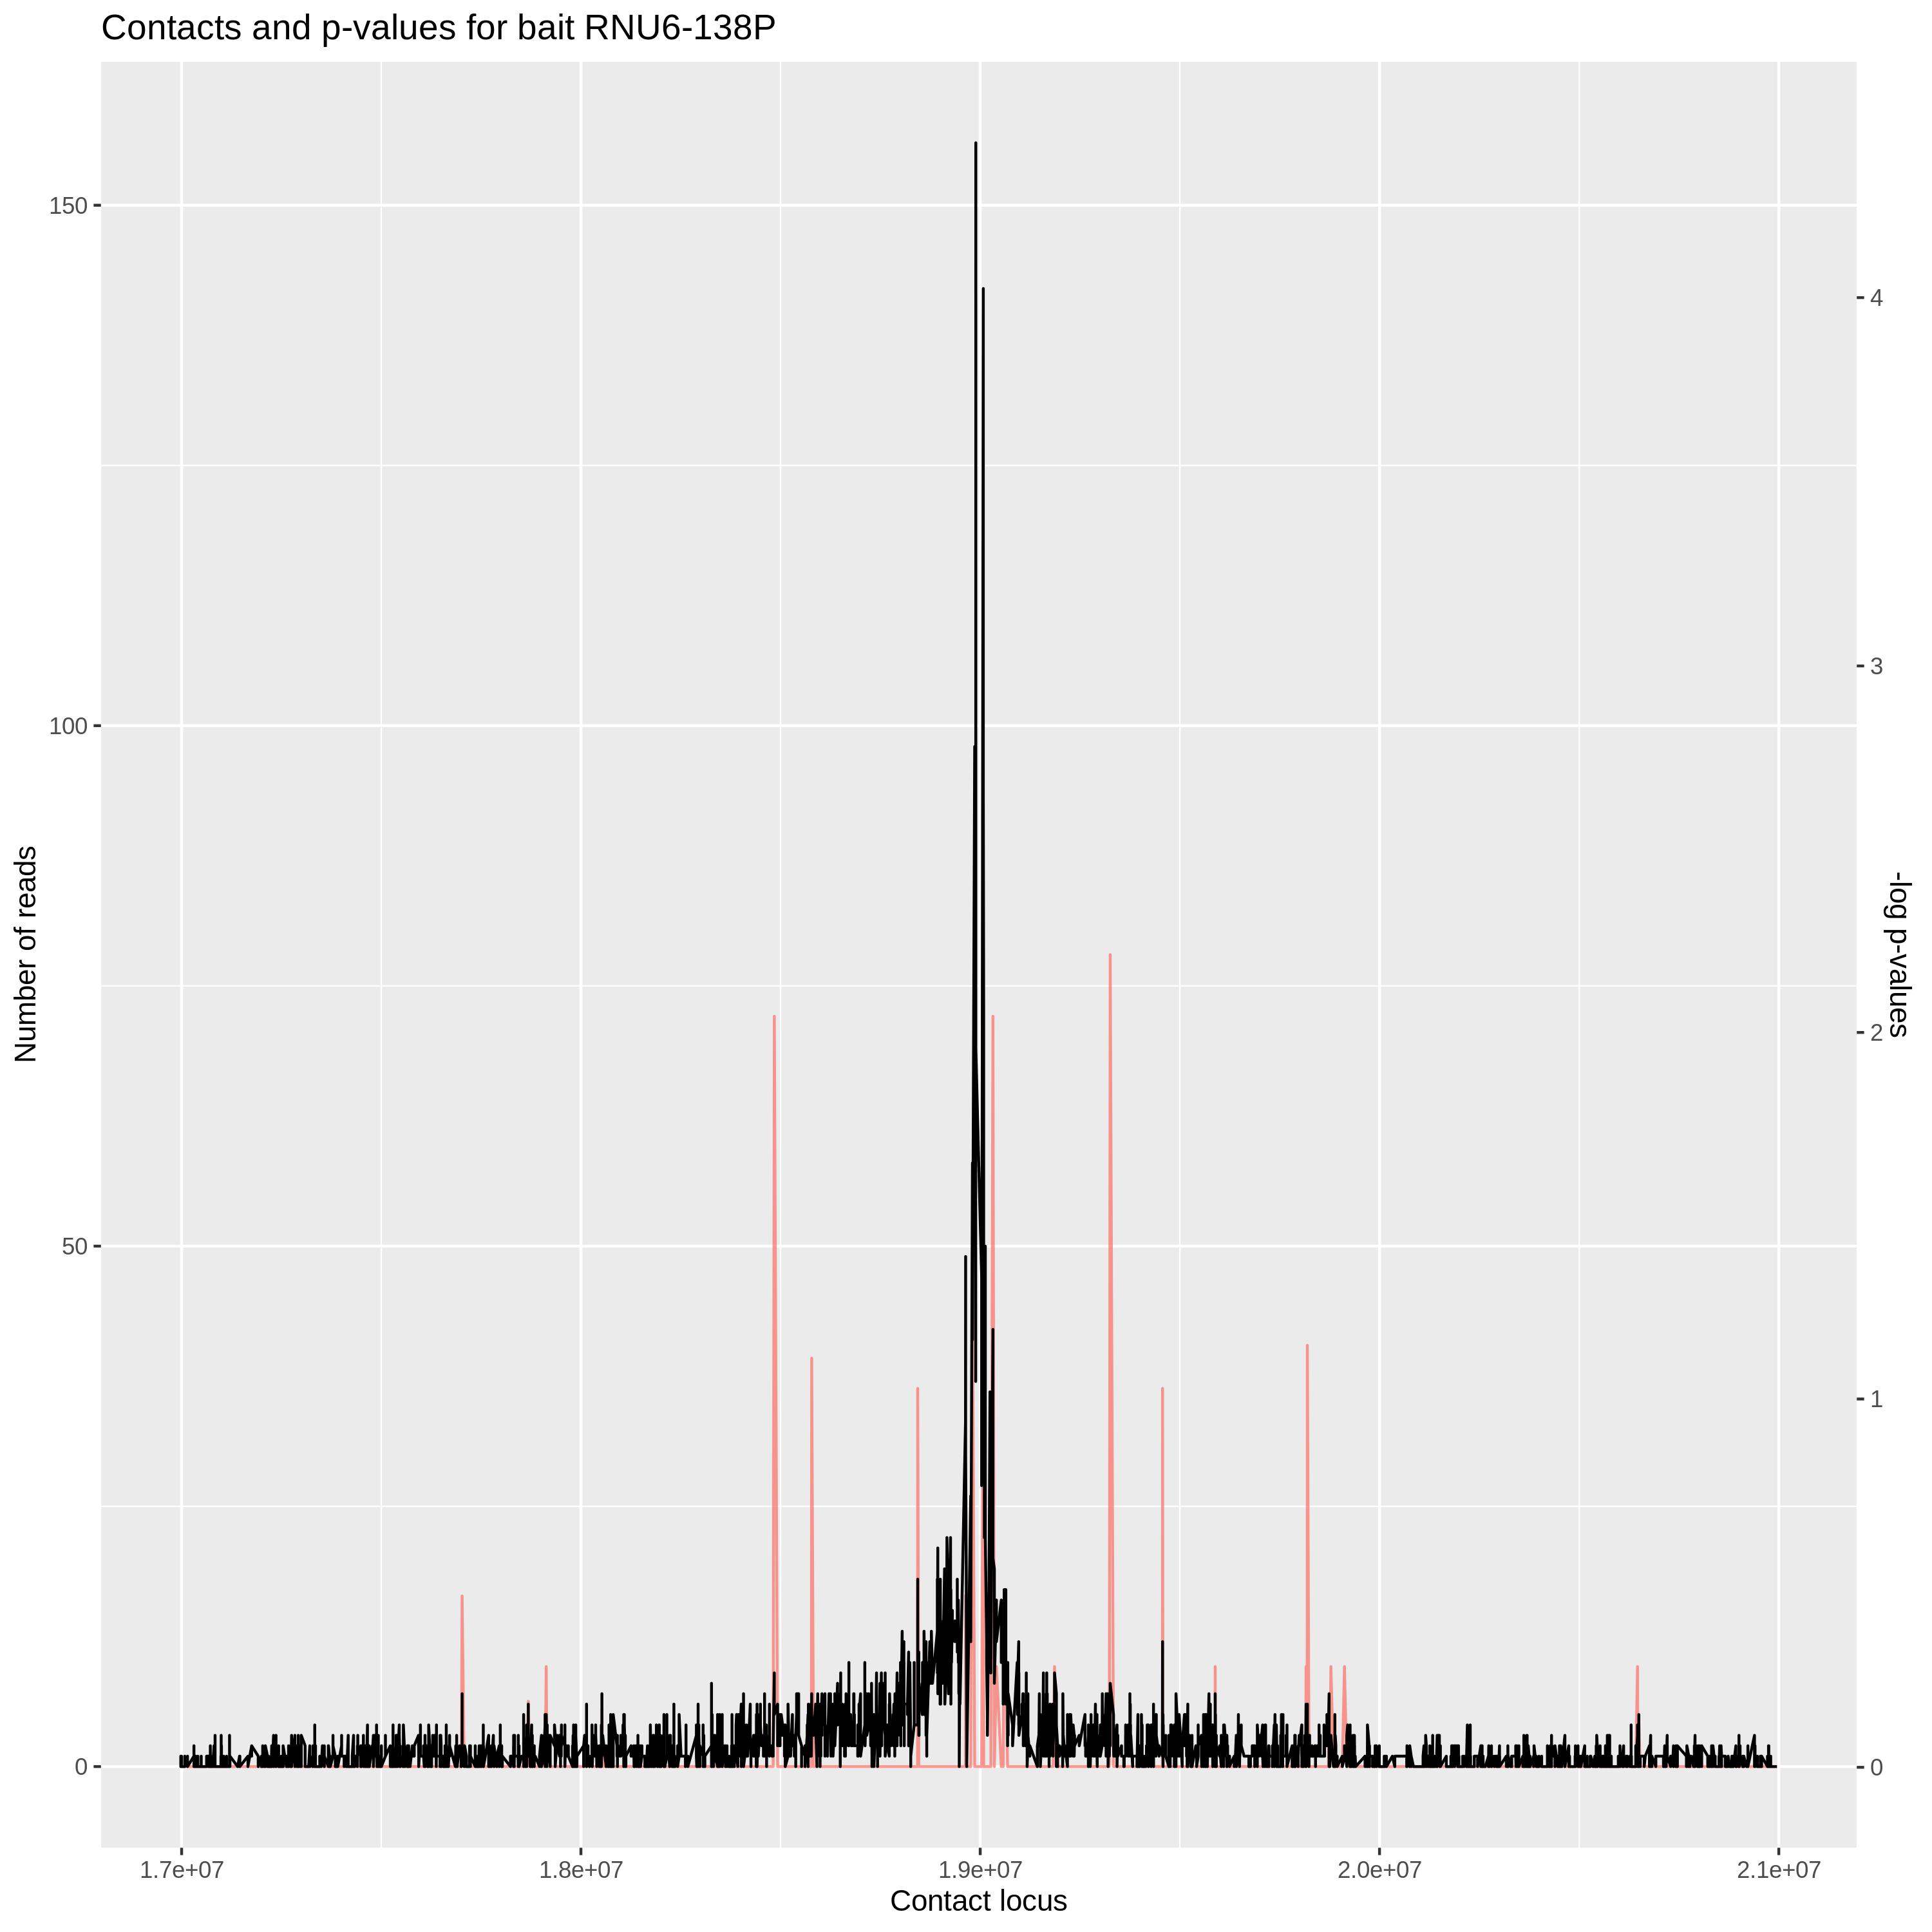 Contacts and p-values for bait RNU6-138P
150
100
50
0
Number of reads
4
3
2
1
0
-log p-values
1.7e+07
1.8e+07
1.9e+07
2.0e+07
2.1e+07
Contact locus